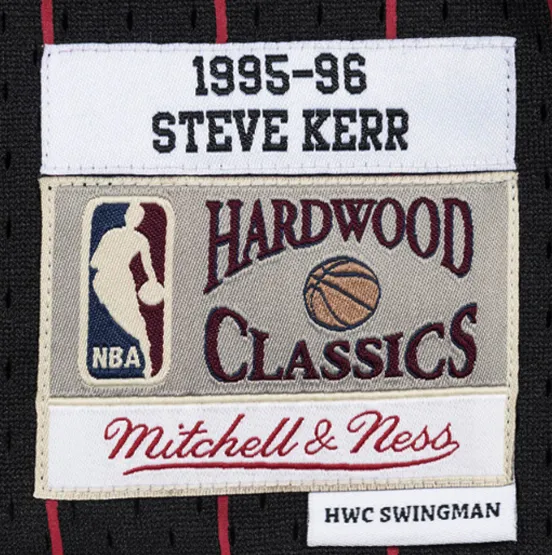 1995-96
STEVE KERR
HARDWOOD
CLASSICS
NBA
Mitchell & Ness
HWC SWINGMAN